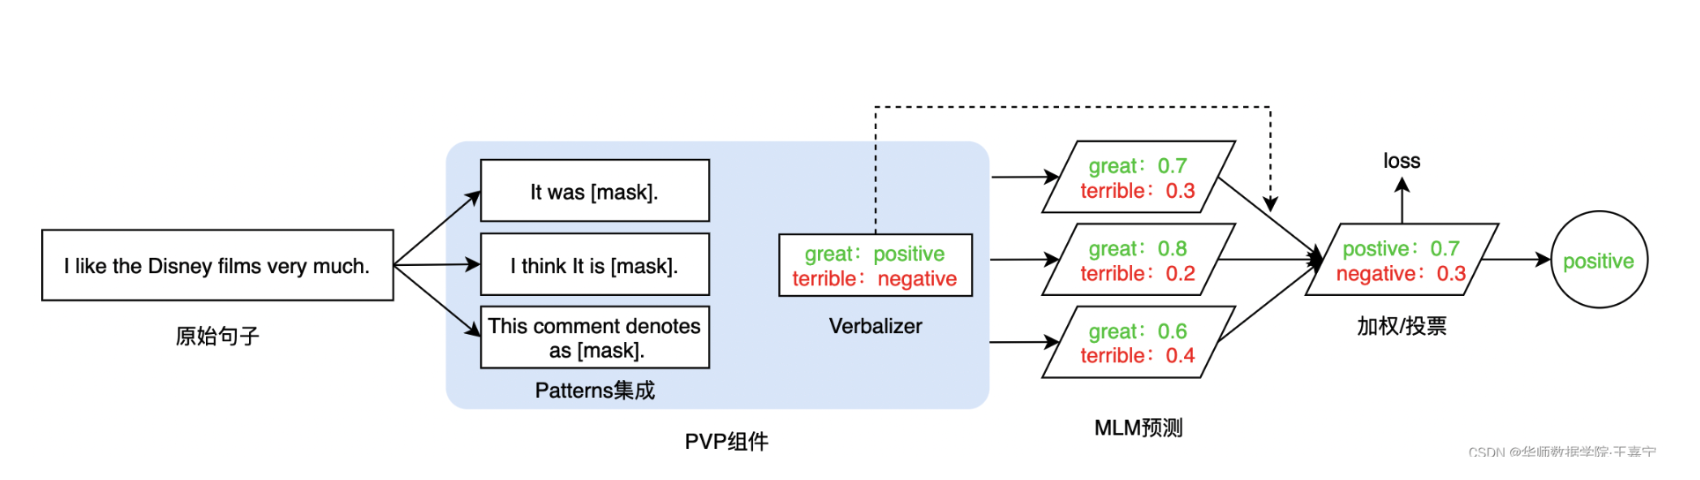 I like the Disney films very much.
原始句子
It was [mask].
I think It is [mask].
This comment denotes
as [mask].
Patterns集成
great：positive
terrible：negative
Verbalizer
PVP组件
great：0.7
terrible：0.3
great：0.8
terrible：0.2
great：0.6
terrible：0.4
MLM预测
loss
postive：0.7
negative：0.3
加权/投票
positive
CSDN @华师数据学院·王嘉宁